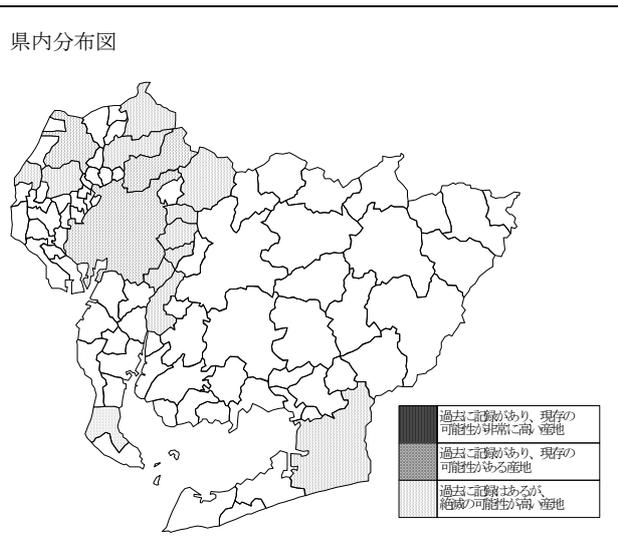 県内分布図
過去に記録があり、現存の
可能性が非常に高い産地
過去に記録があり、現存の
可能性がある産地
過去に記録はあるが、
絶滅の可能性が高い産地